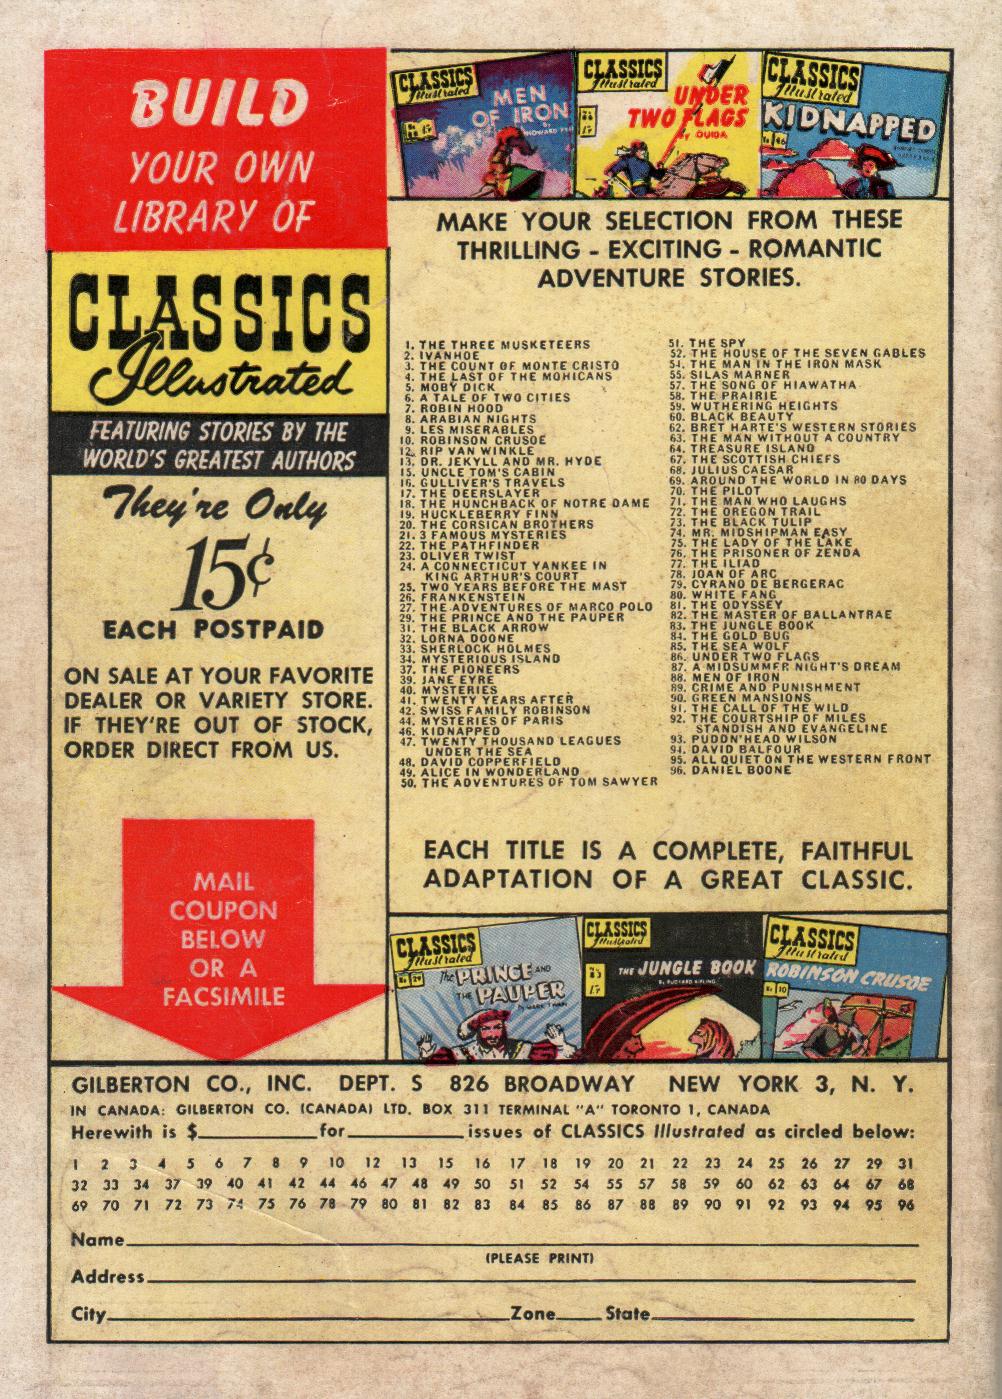 BUILD
YOUR OWN
LIBRARY OF
CLASSICS
Illustrated
FEATURING STORIES BY THE
WORLD'S GREATEST AUTHORS
They're Only
15¢
EACH POSTPAID
ON SALE AT YOUR FAVORITE
DEALER OR VARIETY STORE.
IF THEY'RE OUT OF STOCK,
ORDER DIRECT FROM US.
MAIL
COUPON
BELOW
OR A
FACSIMILE
CLASSICS
Illustrated
MEN
OF IRON
BY
HOWARD
CLASSICS
Illustrated
UNDER
TWO FLAGS
By OUIDA
CLASSICS
Illustrated
KIDNAPPED
No 46
MAKE YOUR SELECTION FROM THESE
THRILLING - EXCITING - ROMANTIC
ADVENTURE STORIES.
1. THE THREE MUSKETEERS
2. IVANHOE
3. THE COUNT OF MONTE CRISTO
4. THE LAST OF THE MOHICANS
5. MOBY DICK
6. A TALE OF TWO CITIES
7. ROBIN HOOD
8. ARABIAN NIGHTS
9. LES MISERABLES
10. ROBINSON CRUSOE
12. RIP VAN WINKLE
13. DR. JEKYLL AND MR. HYDE
15. UNCLE TOM'S CABIN
16. GULLIVER'S TRAVELS
17. THE DEERSLAYER
18. THE HUNCHBACK OF NOTRE DAME
19. HUCKLEBERRY FINN
20. THE CORSICAN BROTHERS
21. 3 FAMOUS MYSTERIES
22. THE PATHFINDER
23. OLIVER TWIST
24. A CONNECTICUT YANKEE IN
KING ARTHUR'S COURT
25. TWO YEARS BEFORE THE MAST
26. FRANKENSTEIN
27. THE ADVENTURES OF MARCO POLO
29. THE PRINCE AND THE PAUPER
31. THE BLACK ARROW
32. LORNA DOONE
33. SHERLOCK HOLMES
34. MYSTERIOUS ISLAND
37. THE PIONEERS
39. JANE EYRE
40. MYSTERIES
41. TWENTY YEARS AFTER
42. SWISS FAMILY ROBINSON
44. MYSTERIES OF PARIS
46. KIDNAPPED
47. TWENTY THOUSAND LEAGUES
UNDER THE SEA
48. DAVID COPPERFIELD
49. ALICE IN WONDERLAND
50. THE ADVENTURES OF TOM SAWYER
51. THE SPY
52. THE HOUSE OF THE SEVEN GABLES
54. THE MAN IN THE IRON MASK
55. SILAS MARNER
57. THE SONG OF HIAWATHA
58. THE PRAIRIE
59. WUTHERING HEIGHTS
60. BLACK BEAUTY
62. BRET HARTE'S WESTERN STORIES
63. THE MAN WITHOUT A COUNTRY
64. TREASURE ISLAND
67. THE SCOTTISH CHIEFS
68. JULIUS CAESAR
69. AROUND THE WORLD IN 80 DAYS
70. THE PILOT
71. THE MAN WHO LAUGHS
72. THE OREGON TRAIL
73. THE BLACK TULIP
74. MR. MIDSHIPMAN EASY
75. THE LADY OF THE LAKE
76. THE PRISONER OF ZENDA
77. THE ILIAD
78. JOAN OF ARC
79. CYRANO DE BERGERAC
80. WHITE FANG
81. THE ODYSSEY
82. THE MASTER OF BALLANTRAE
83. THE JUNGLE BOOK
84. THE GOLD BUG
85. THE SEA WOLF
86. UNDER TWO FLAGS
87. A MIDSUMMER NIGHT'S DREAM
88. MEN OF IRON
89. CRIME AND PUNISHMENT
90. GREEN MANSIONS
91. THE CALL OF THE WILD
92. THE COURTSHIP OF MILES
STANDISH AND EVANGELINE
93. PUDDN'HEAD WILSON
94. DAVID BALFOUR
95. ALL QUIET ON THE WESTERN FRONT
96. DANIEL BOONE
EACH TITLE IS A COMPLETE, FAITHFUL
ADAPTATION OF A GREAT CLASSIC.
CLASSICS
Illustrated
No 29
The PRINCE AND
THE PAUPER
By MARK TWAIN
CLASSICS
Illustrated
THE JUNGLE BOOK
By RUDYARD KIPLING
CLASSICS
Illustrated
ROBINSON CRUSOE
No 10
GILBERTON CO., INC. DEPT. S 826 BROADWAY NEW YORK 3, N. Y.
IN CANADA: GILBERTON CO. (CANADA) LTD. BOX 311 TERMINAL "A" TORONTO 1, CANADA
Herewith is $ for issues of CLASSICS Illustrated as circled below:
1 2 3 4 5 6 7 8 9 10 12 13 15 16 17 18 19 20 21 22 23 24 25 26 27 29 31
32 33 34 37 39 40 41 42 44 46 47 48 49 50 51 52 54 55 57 58 59 60 62 63 64 67 68
69 70 71 72 73 74 75 76 78 79 80 81 82 83 84 85 86 87 88 89 90 91 92 93 94 95 96
Name
(PLEASE PRINT)
Address
City Zone State